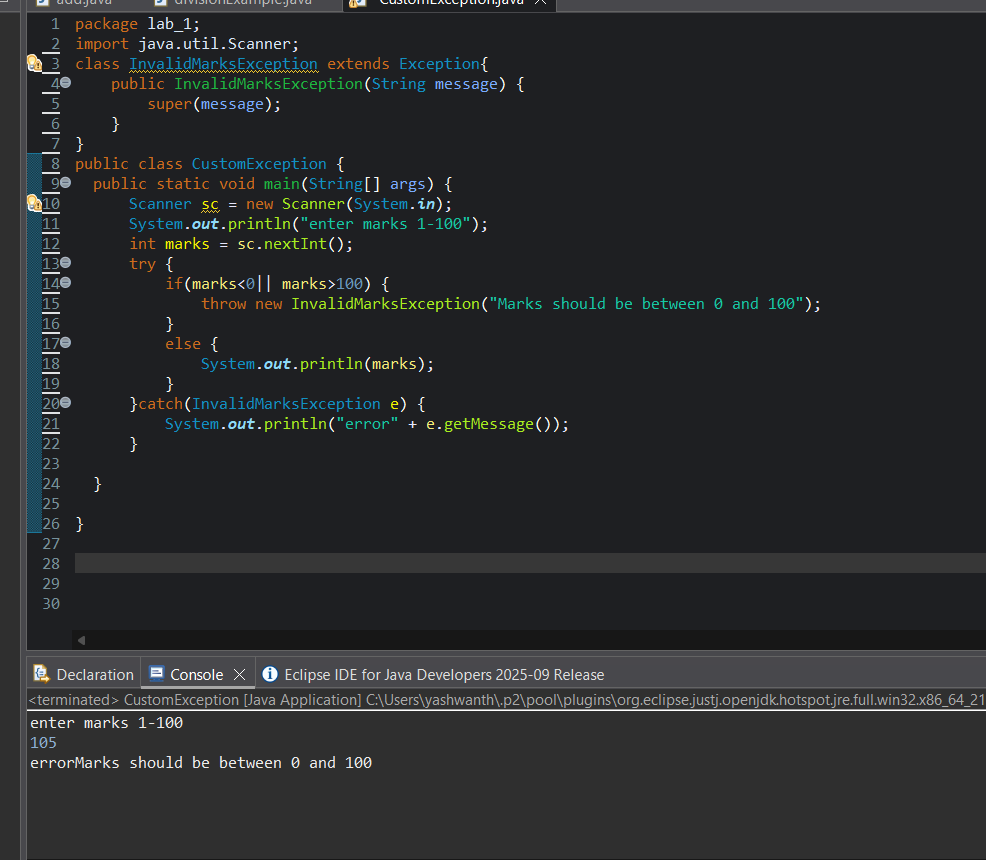 add.java divisionExample.java CustomException.java
1 package lab_1;
2 import java.util.Scanner;
3 class InvalidMarksException extends Exception{
4 public InvalidMarksException(String message) {
5 super(message);
6 }
7 }
8 public class CustomException {
9 public static void main(String[] args) {
10 Scanner sc = new Scanner(System.in);
11 System.out.println("enter marks 1-100");
12 int marks = sc.nextInt();
13 try {
14 if(marks<0|| marks>100) {
15 throw new InvalidMarksException("Marks should be between 0 and 100");
16 }
17 else {
18 System.out.println(marks);
19 }
20 }catch(InvalidMarksException e) {
21 System.out.println("error" + e.getMessage());
22 }
23
24 }
25
26 }
27
28
29
30
Declaration Console Eclipse IDE for Java Developers 2025-09 Release
<terminated> CustomException [Java Application] C:\Users\yashwanth\.p2\pool\plugins\org.eclipse.justj.openjdk.hotspot.jre.full.win32.x86_64_21
enter marks 1-100
105
errorMarks should be between 0 and 100